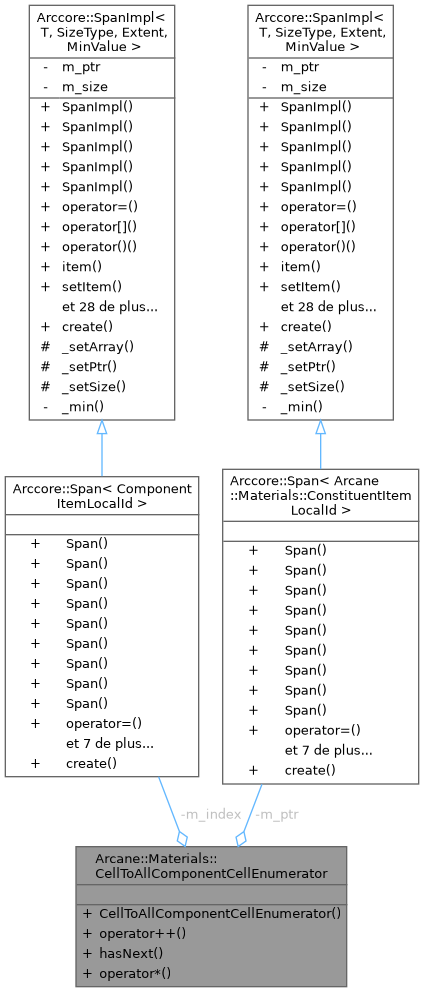 Arccore::SpanImpl<
T, SizeType, Extent,
MinValue >
- m_ptr
- m_size
+ SpanImpl()
+ SpanImpl()
+ SpanImpl()
+ SpanImpl()
+ SpanImpl()
+ operator=()
+ operator[]()
+ operator()()
+ item()
+ setItem()
et 28 de plus...
+ create()
# _setArray()
# _setPtr()
# _setSize()
- _min()
Arccore::SpanImpl<
T, SizeType, Extent,
MinValue >
- m_ptr
- m_size
+ SpanImpl()
+ SpanImpl()
+ SpanImpl()
+ SpanImpl()
+ SpanImpl()
+ operator=()
+ operator[]()
+ operator()()
+ item()
+ setItem()
et 28 de plus...
+ create()
# _setArray()
# _setPtr()
# _setSize()
- _min()
Arccore::Span< Component
ItemLocalId >
+ Span()
+ Span()
+ Span()
+ Span()
+ Span()
+ Span()
+ Span()
+ Span()
+ Span()
+ operator=()
et 7 de plus...
+ create()
Arccore::Span< Arcane
::Materials::ConstituentItem
LocalId >
+ Span()
+ Span()
+ Span()
+ Span()
+ Span()
+ Span()
+ Span()
+ Span()
+ Span()
+ operator=()
et 7 de plus...
+ create()
-m_index
-m_ptr
Arcane::Materials::
CellToAllComponentCellEnumerator
+ CellToAllComponentCellEnumerator()
+ operator++()
+ hasNext()
+ operator*()